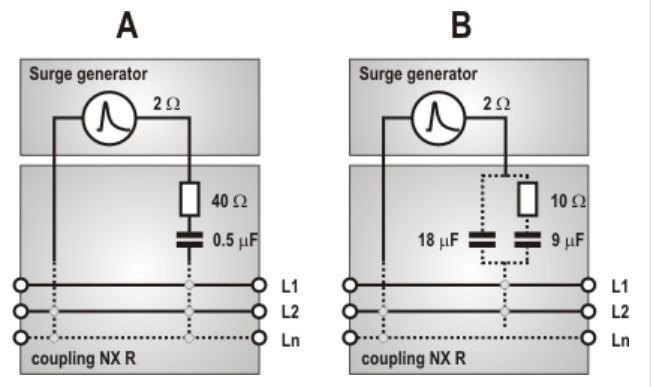 A
B
Surge generator
2 Ω
40 Ω
0.5 µF
L1
L2
Ln
coupling NX R
Surge generator
2 Ω
10 Ω
18 µF
9 µF
L1
L2
Ln
coupling NX R